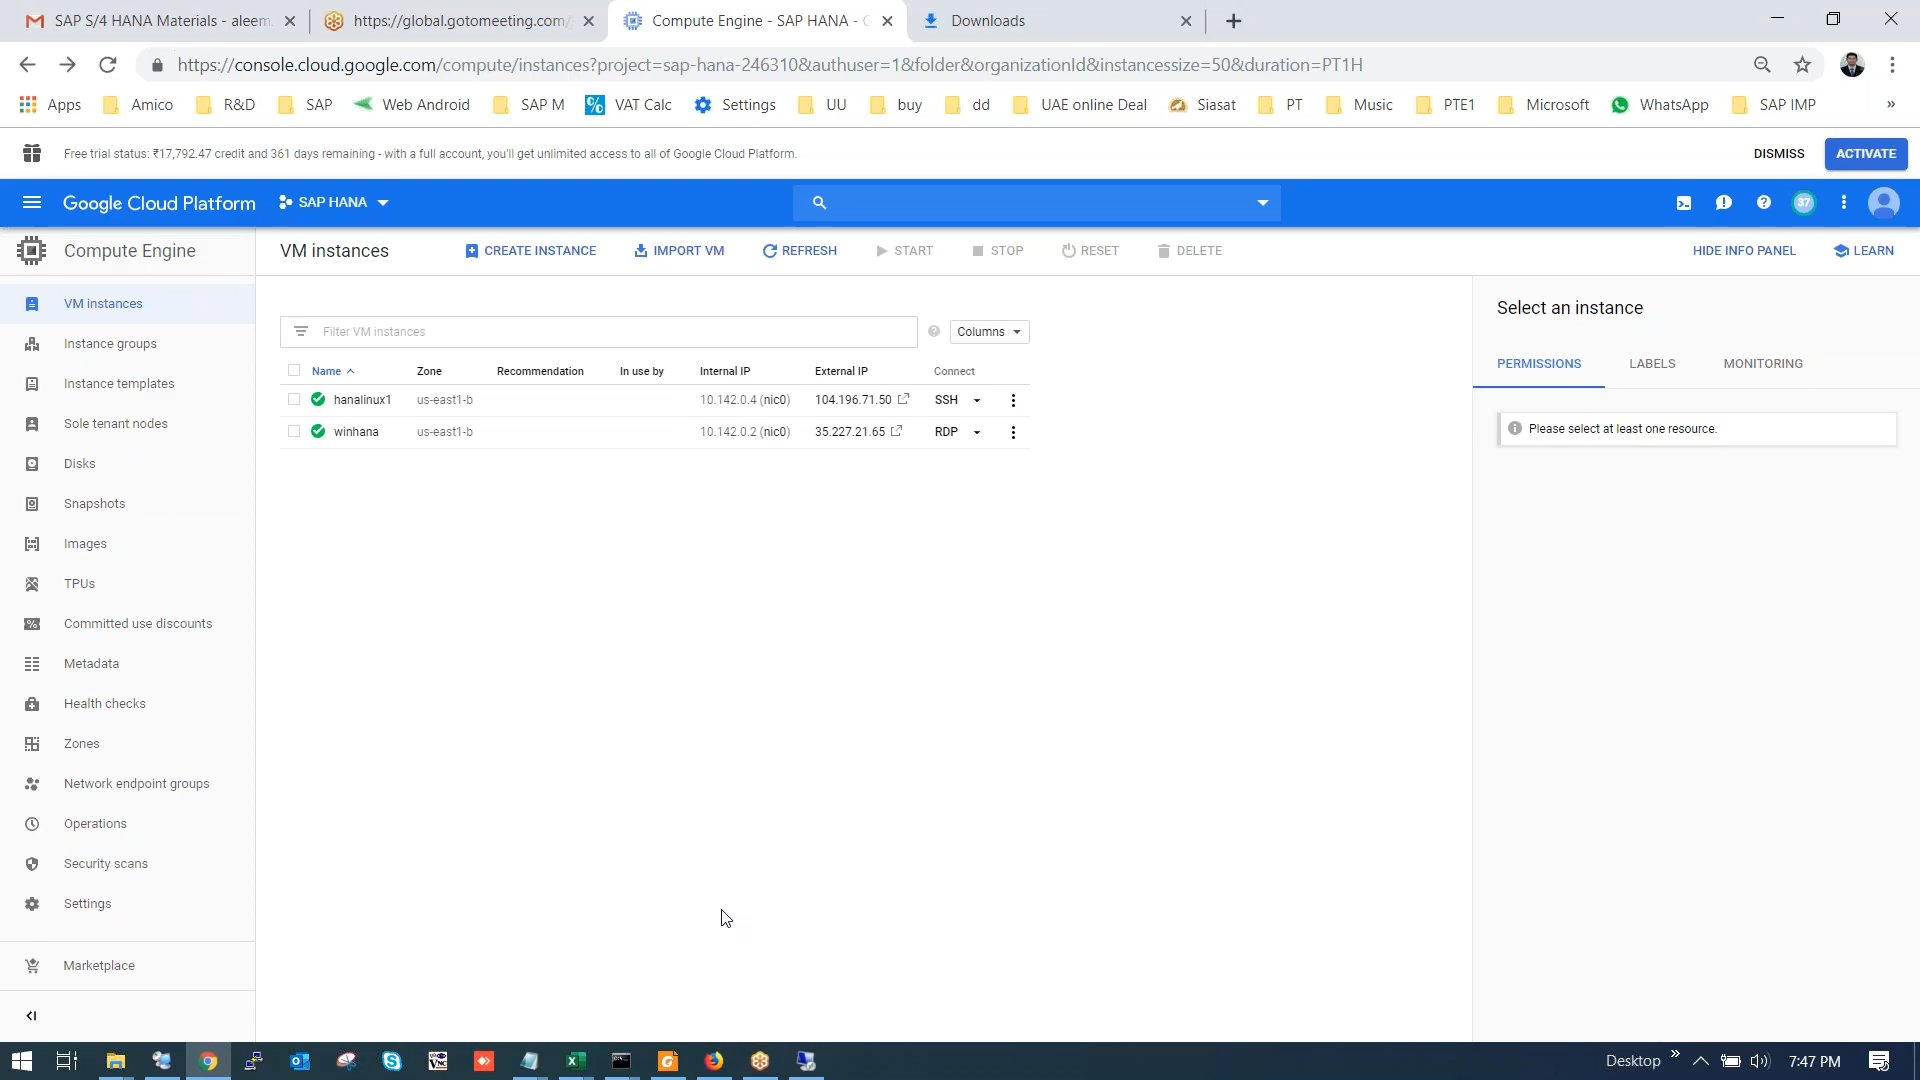 SAP S/4 HANA Materials - aleem
https://global.gotomeeting.com/
Compute Engine - SAP HANA - G
Downloads
https://console.cloud.google.com/compute/instances?project=sap-hana-246310&authuser=1&folder&organizationId&instancessize=50&duration=PT1H
Apps Amico R&D SAP Web Android SAP M VAT Calc Settings UU buy dd UAE online Deal Siasat PT Music PTE1 Microsoft WhatsApp SAP IMP »
Free trial status: ₹17,792.47 credit and 361 days remaining - with a full account, you'll get unlimited access to all of Google Cloud Platform.
DISMISS ACTIVATE
Google Cloud Platform SAP HANA 37
Compute Engine
VM instances CREATE INSTANCE IMPORT VM REFRESH START STOP RESET DELETE
HIDE INFO PANEL LEARN
VM instances
Instance groups
Instance templates
Sole tenant nodes
Disks
Snapshots
Images
TPUs
Committed use discounts
Metadata
Health checks
Zones
Network endpoint groups
Operations
Security scans
Settings
Marketplace
Filter VM instances Columns
Name Zone Recommendation In use by Internal IP External IP Connect
hanalinux1 us-east1-b 10.142.0.4 (nic0) 104.196.71.50 SSH
winhana us-east1-b 10.142.0.2 (nic0) 35.227.21.65 RDP
Select an instance
PERMISSIONS LABELS MONITORING
Please select at least one resource.
Desktop » 7:47 PM